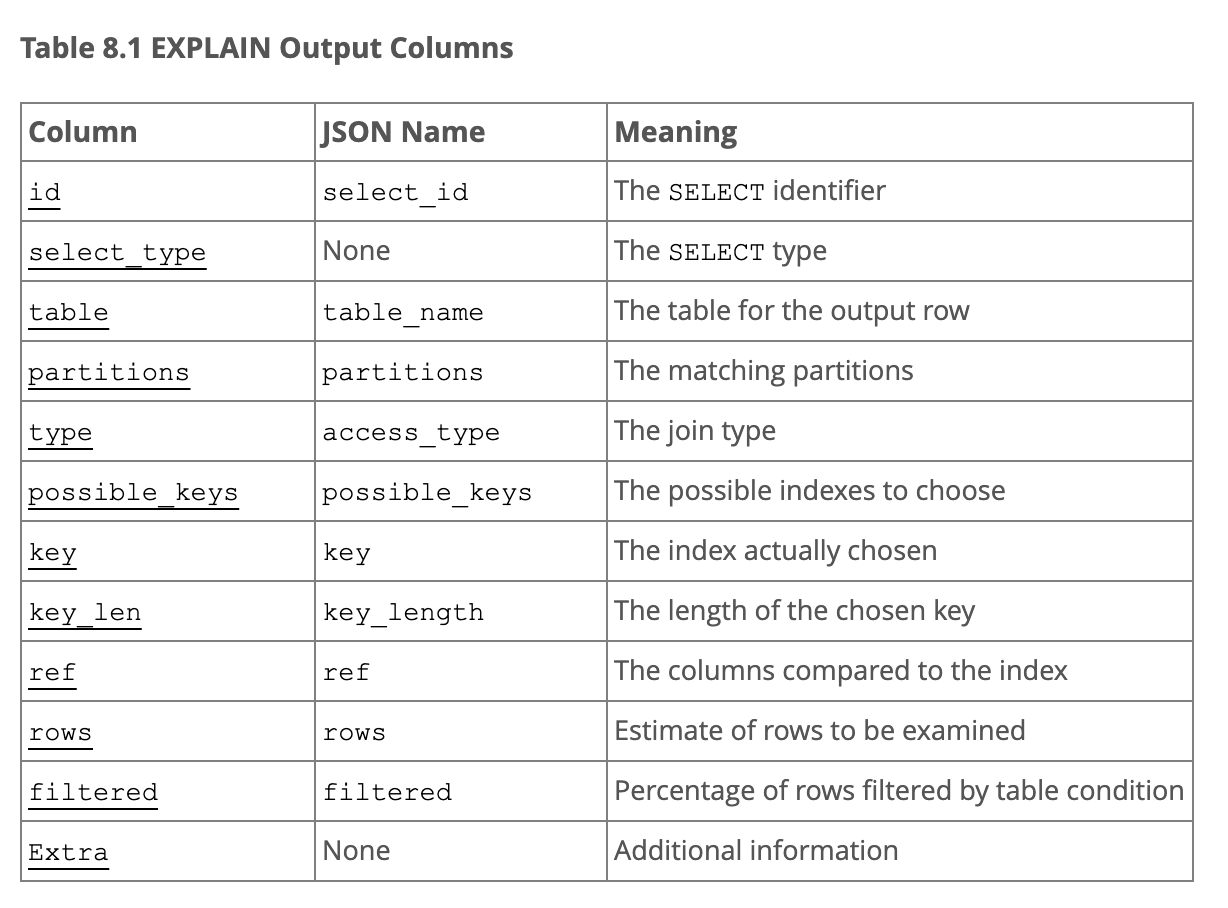 Table 8.1 EXPLAIN Output Columns
Column JSON Name Meaning
id select_id The SELECT identifier
select_type None The SELECT type
table table_name The table for the output row
partitions partitions The matching partitions
type access_type The join type
possible_keys possible_keys The possible indexes to choose
key key The index actually chosen
key_len key_length The length of the chosen key
ref ref The columns compared to the index
rows rows Estimate of rows to be examined
filtered filtered Percentage of rows filtered by table condition
Extra None Additional information